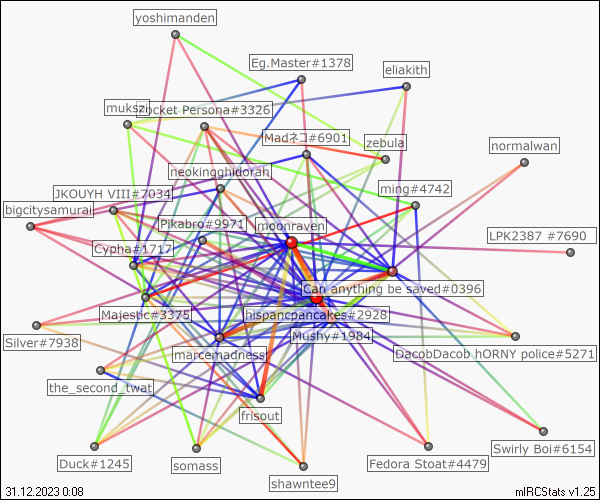 yoshimanden
Eg.Master#1378
eliakith
mukszi
Pocket Persona#3326
Madネコ#6901
zebula
normalwan
neokingghidorah
JKOUYH VIII#7034
ming#4742
bigcitysamurai
Pikabro#9971
moonraven
LPK2387 #7690
Cypha#1717
Can anything be saved#0396
Majestic#3375
hispancpancakes#2928
Silver#7938
Mushy#1984
marcemadness
DacobDacob hORNY police#5271
the_second_twat
frisout
Swirly Boi#6154
Duck#1245
somass
Fedora Stoat#4479
shawntee9
31.12.2023 0:08
mIRCStats v1.25